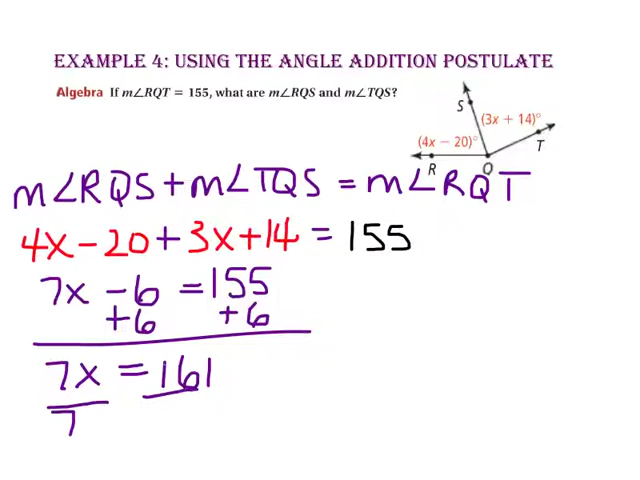 EXAMPLE 4: USING THE ANGLE ADDITION POSTULATE
Algebra If m∠RQT = 155, what are m∠RQS and m∠TQS?
S
(3x + 14)°
(4x − 20)°
T
R
Q
m∠RQS + m∠TQS = m∠RQT
4x − 20 + 3x + 14 = 155
7x − 6 = 155
+6 +6
7x = 161
7